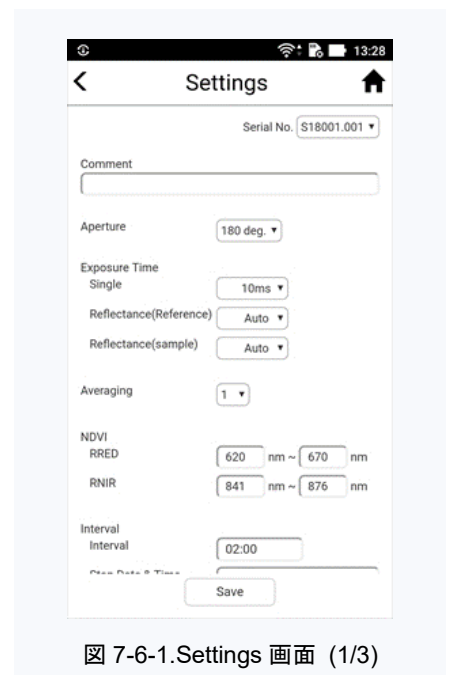 13:28
Settings
Serial No. S18001.001 ▼
Comment
Aperture 180 deg. ▼
Exposure Time
Single 10ms ▼
Reflectance(Reference) Auto ▼
Reflectance(sample) Auto ▼
Averaging 1 ▼
NDVI
RRED 620 nm ~ 670 nm
RNIR 841 nm ~ 876 nm
Interval
Interval 02:00
Save
図 7-6-1.Settings 画面 (1/3)